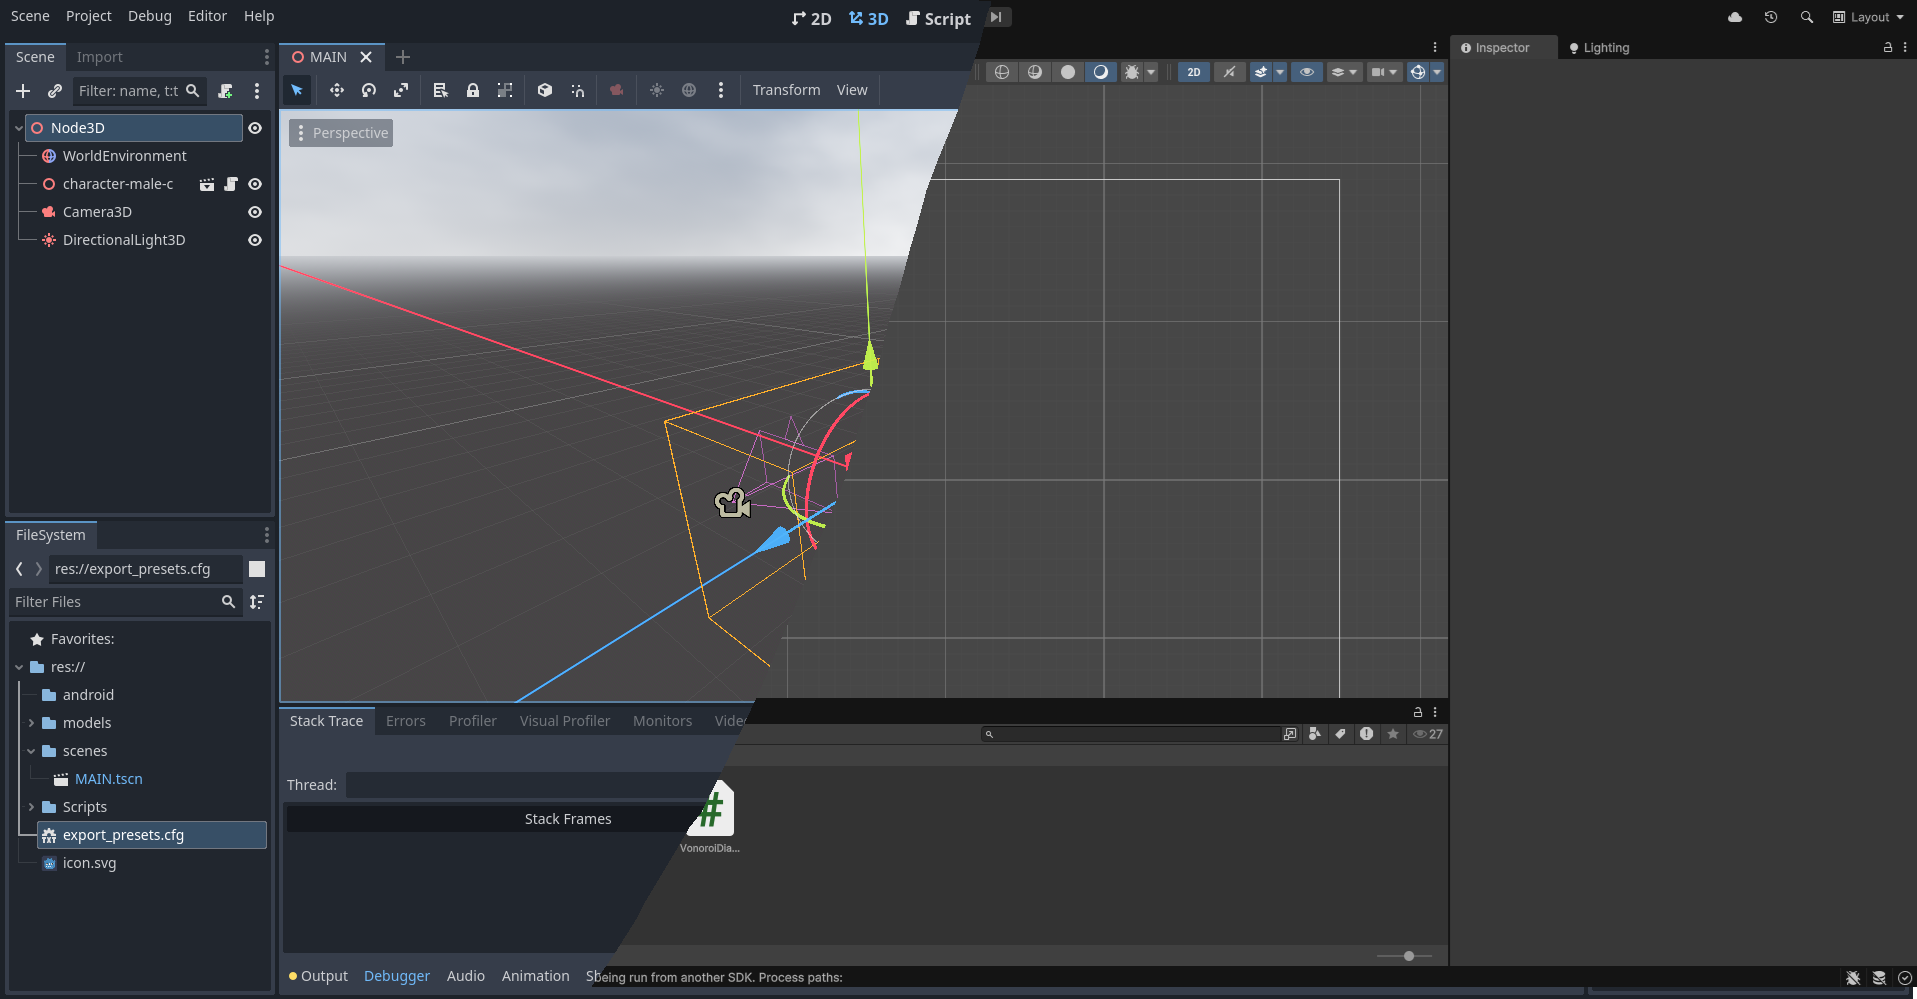 Scene Project Debug Editor Help
2D 3D Script
Layout
Scene Import
MAIN
Inspector Lighting
Filter: name, t:t
Transform View
2D
Node3D
Perspective
WorldEnvironment
character-male-c
Camera3D
DirectionalLight3D
FileSystem
res://export_presets.cfg
Filter Files
Favorites:
res://
android
models
scenes
MAIN.tscn
Scripts
export_presets.cfg
icon.svg
Stack Trace Errors Profiler Visual Profiler Monitors
27
Thread:
Stack Frames
VonoroiDia...
Output Debugger Audio Animation
being run from another SDK. Process paths: